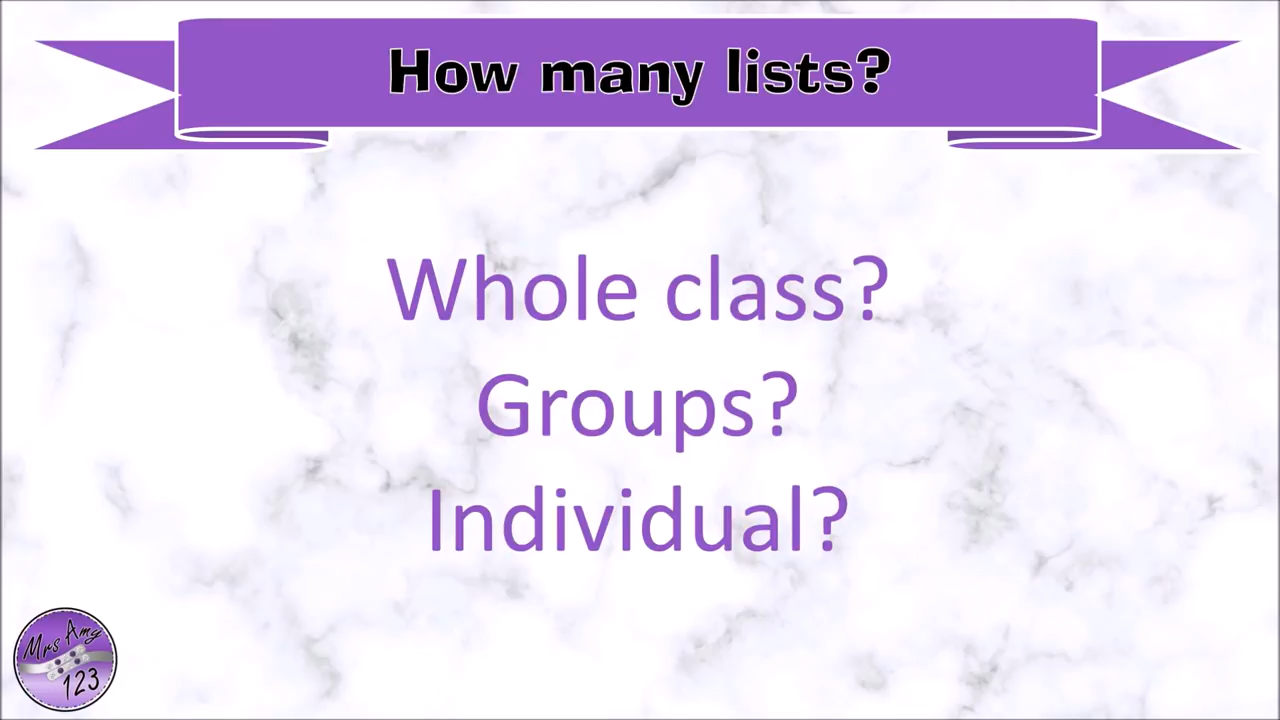 How many lists?
Whole class?
Groups?
Individual?
Mrs Amy
123